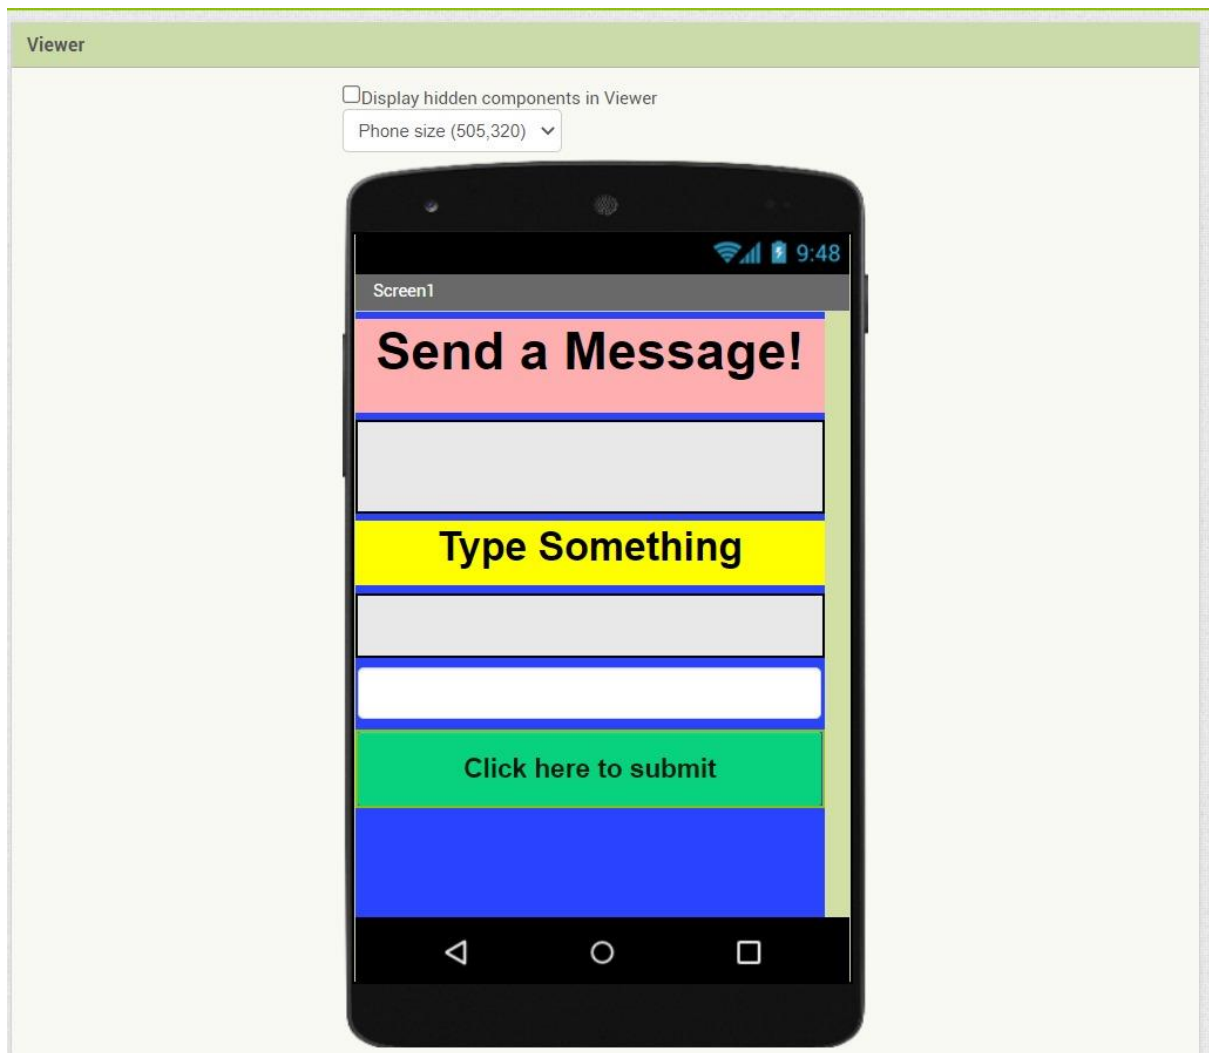 Viewer
Display hidden components in Viewer
Phone size (505,320)
9:48
Screen1
Send a Message!
Type Something
Click here to submit